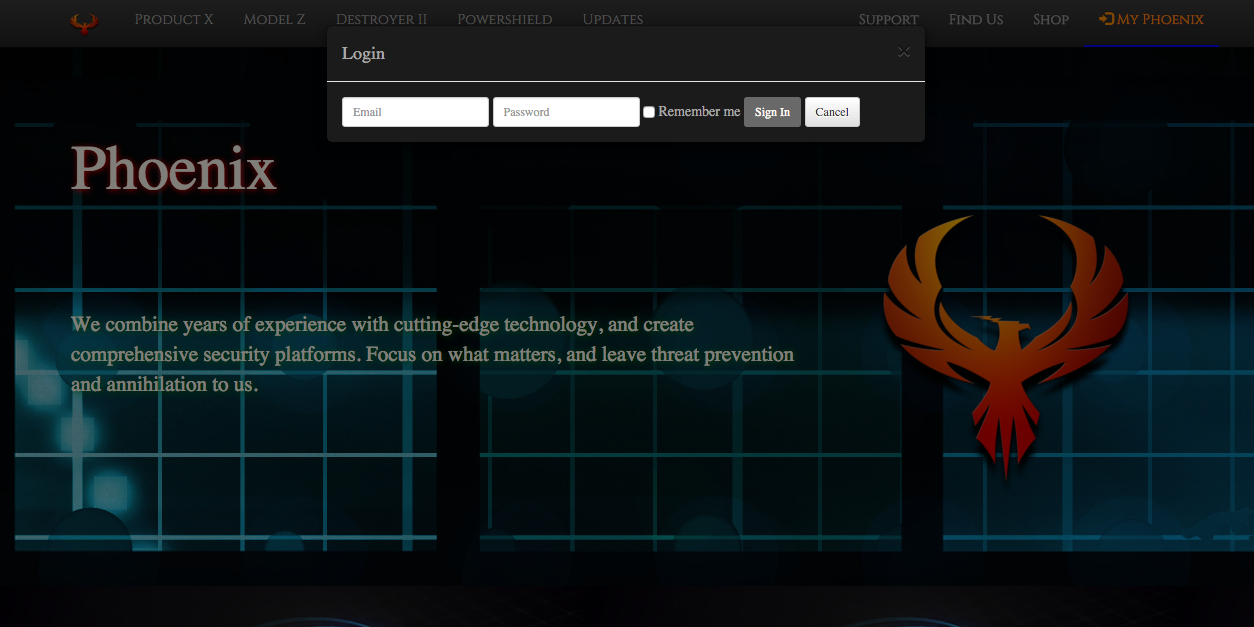 PRODUCT X MODEL Z DESTROYER II POWERSHIELD UPDATES SUPPORT FIND US SHOP MY PHOENIX
Login ×
Email Password Remember me Sign In Cancel
Phoenix
We combine years of experience with cutting-edge technology, and create
comprehensive security platforms. Focus on what matters, and leave threat prevention
and annihilation to us.